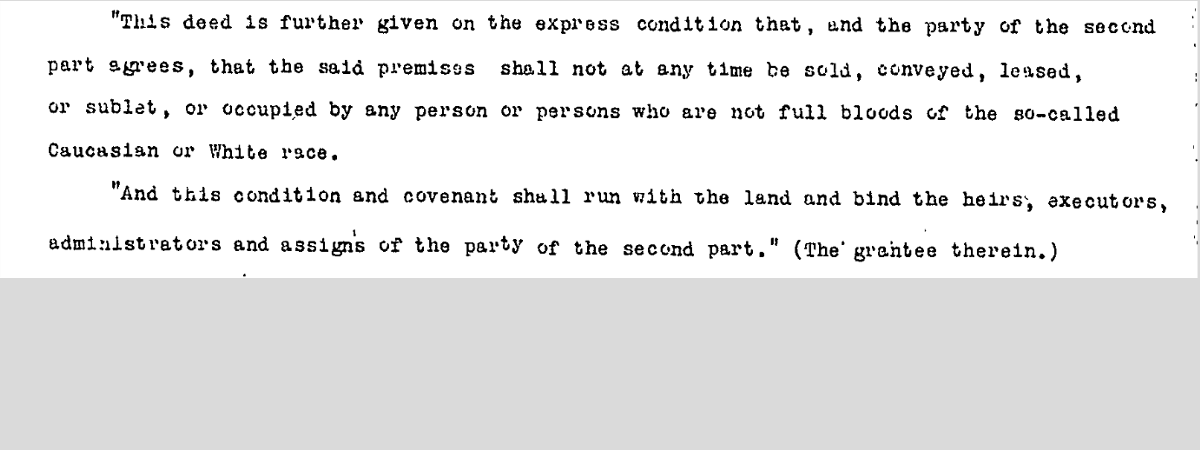 "This deed is further given on the express condition that, and the party of the second
part agrees, that the said premises shall not at any time be sold, conveyed, leased,
or sublet, or occupied by any person or persons who are not full bloods of the so-called
Caucasian or White race.
"And this condition and covenant shall run with the land and bind the heirs, executors,
administrators and assigns of the party of the second part." (The grantee therein.)